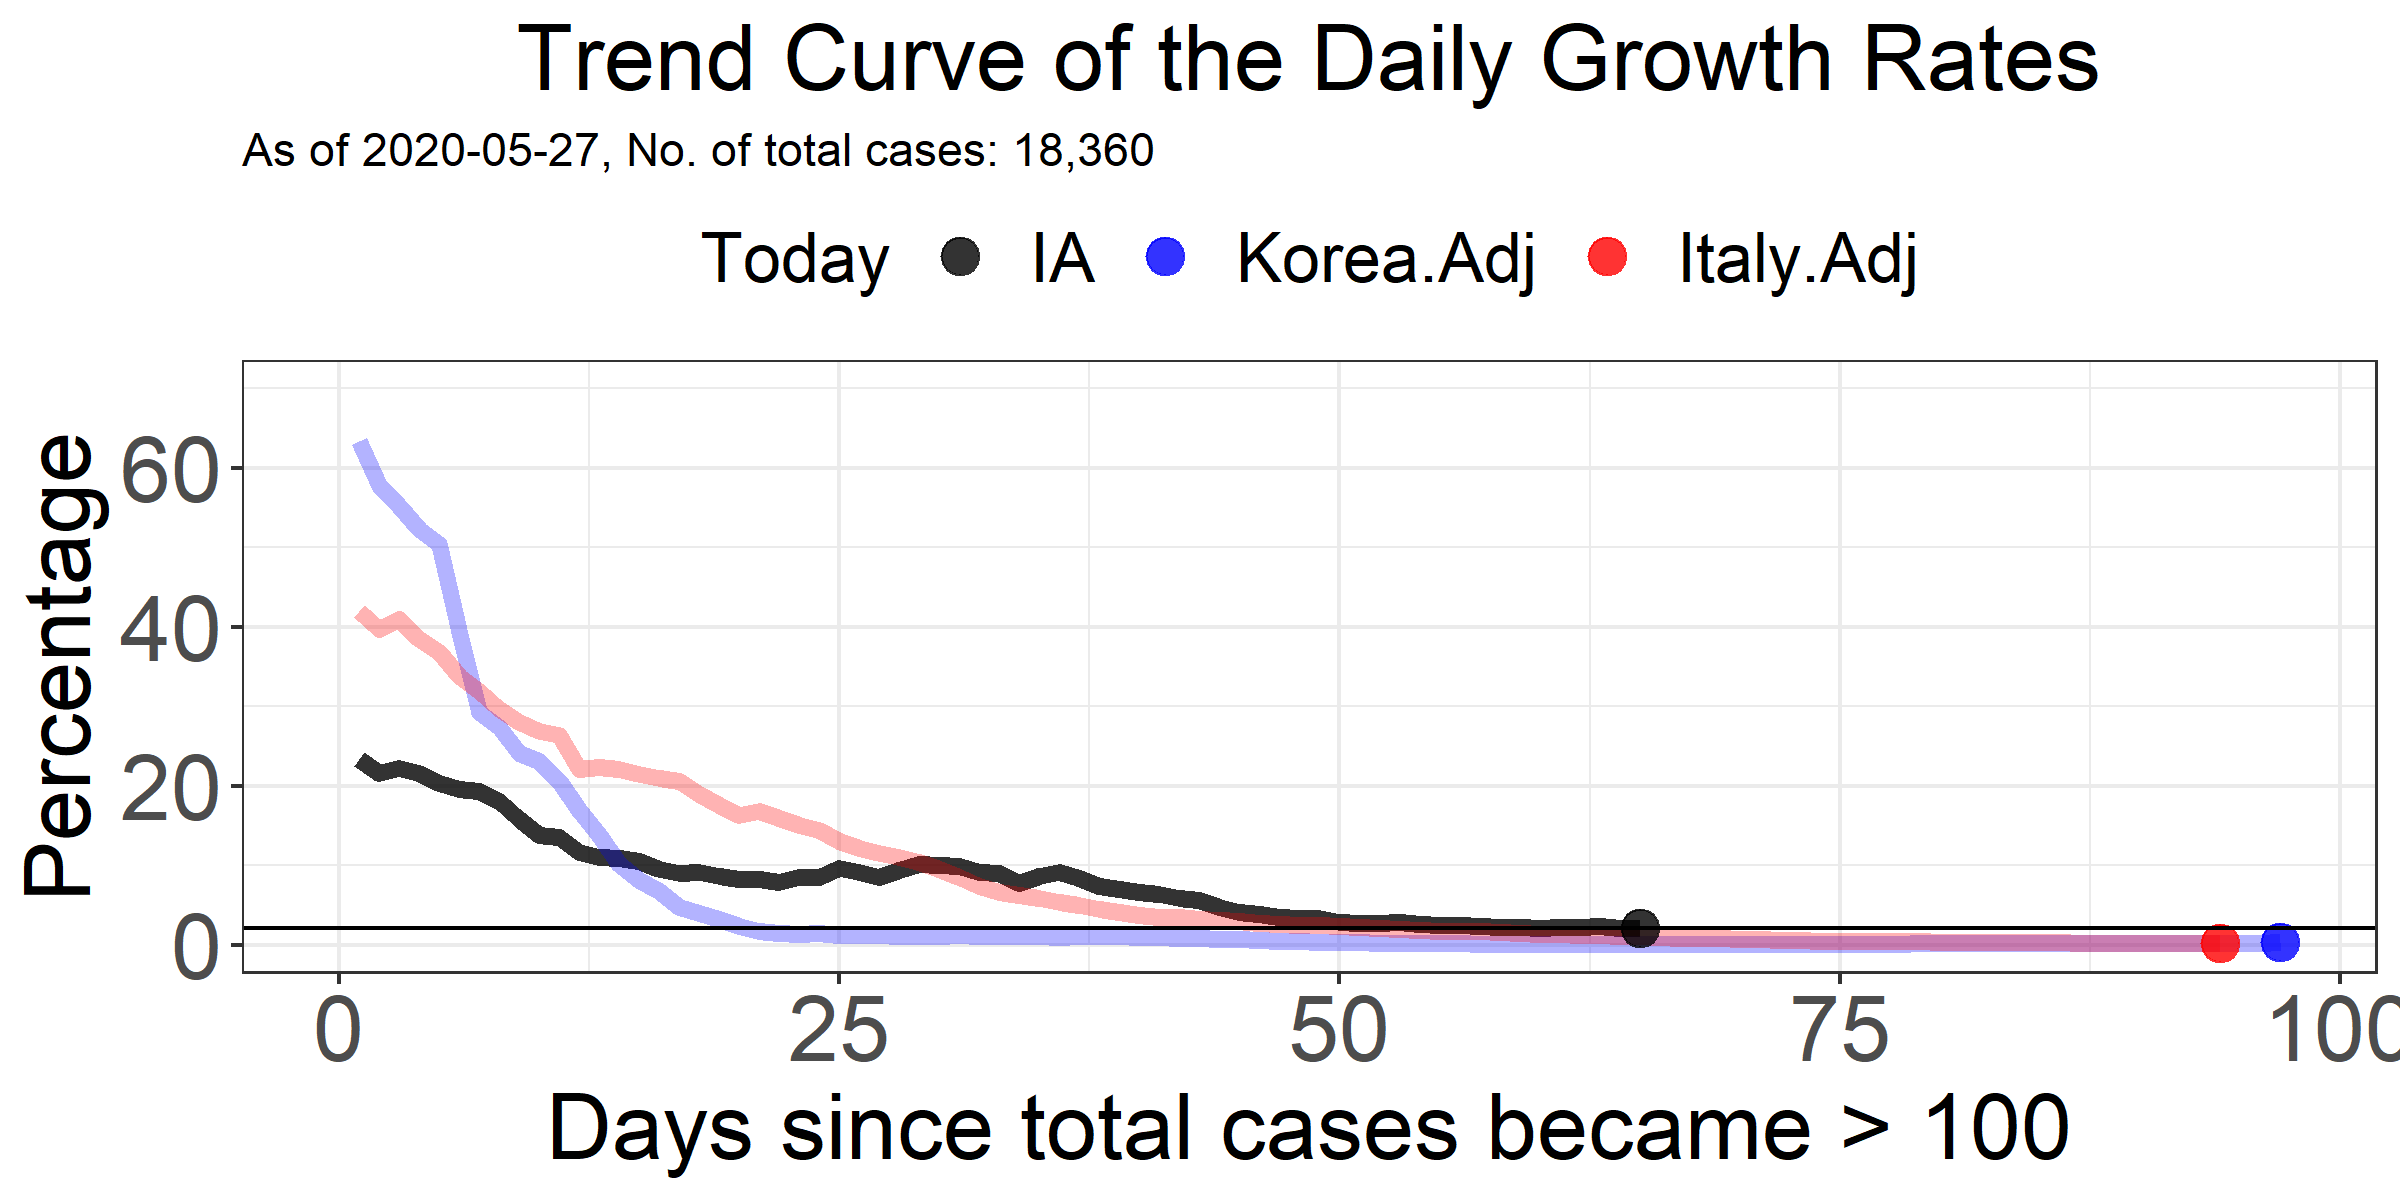 Trend Curve of the Daily Growth Rates
As of 2020-05-27, No. of total cases: 18,360
Today IA Korea.Adj Italy.Adj
Percentage
60
40
20
0
0 25 50 75 100
Days since total cases became > 100